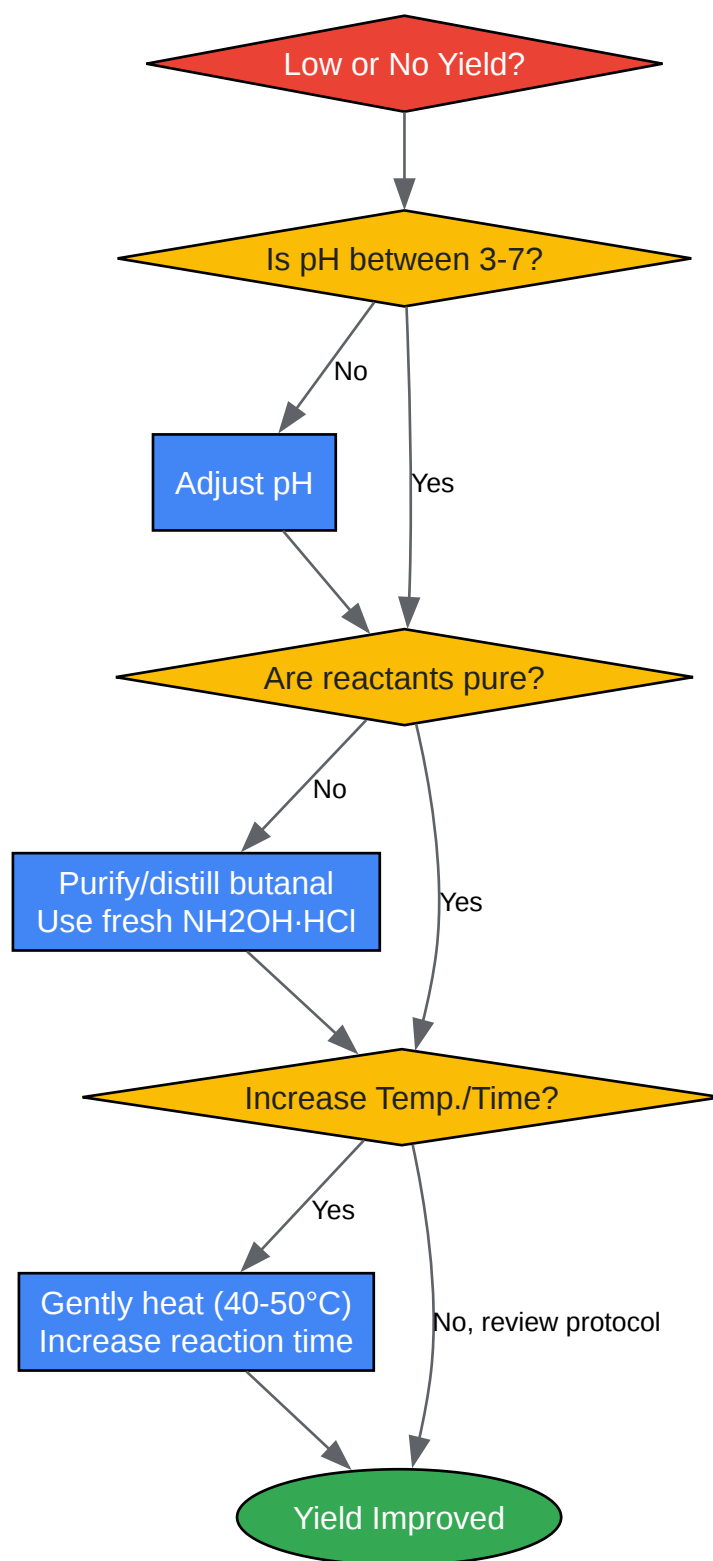 Low or No Yield?
Is pH between 3-7?
No
Adjust pH
Yes
Are reactants pure?
No
Purify/distill butanal
Use fresh NH2OH·HCl
Yes
Increase Temp./Time?
Yes
Gently heat (40-50°C)
Increase reaction time
No, review protocol
Yield Improved